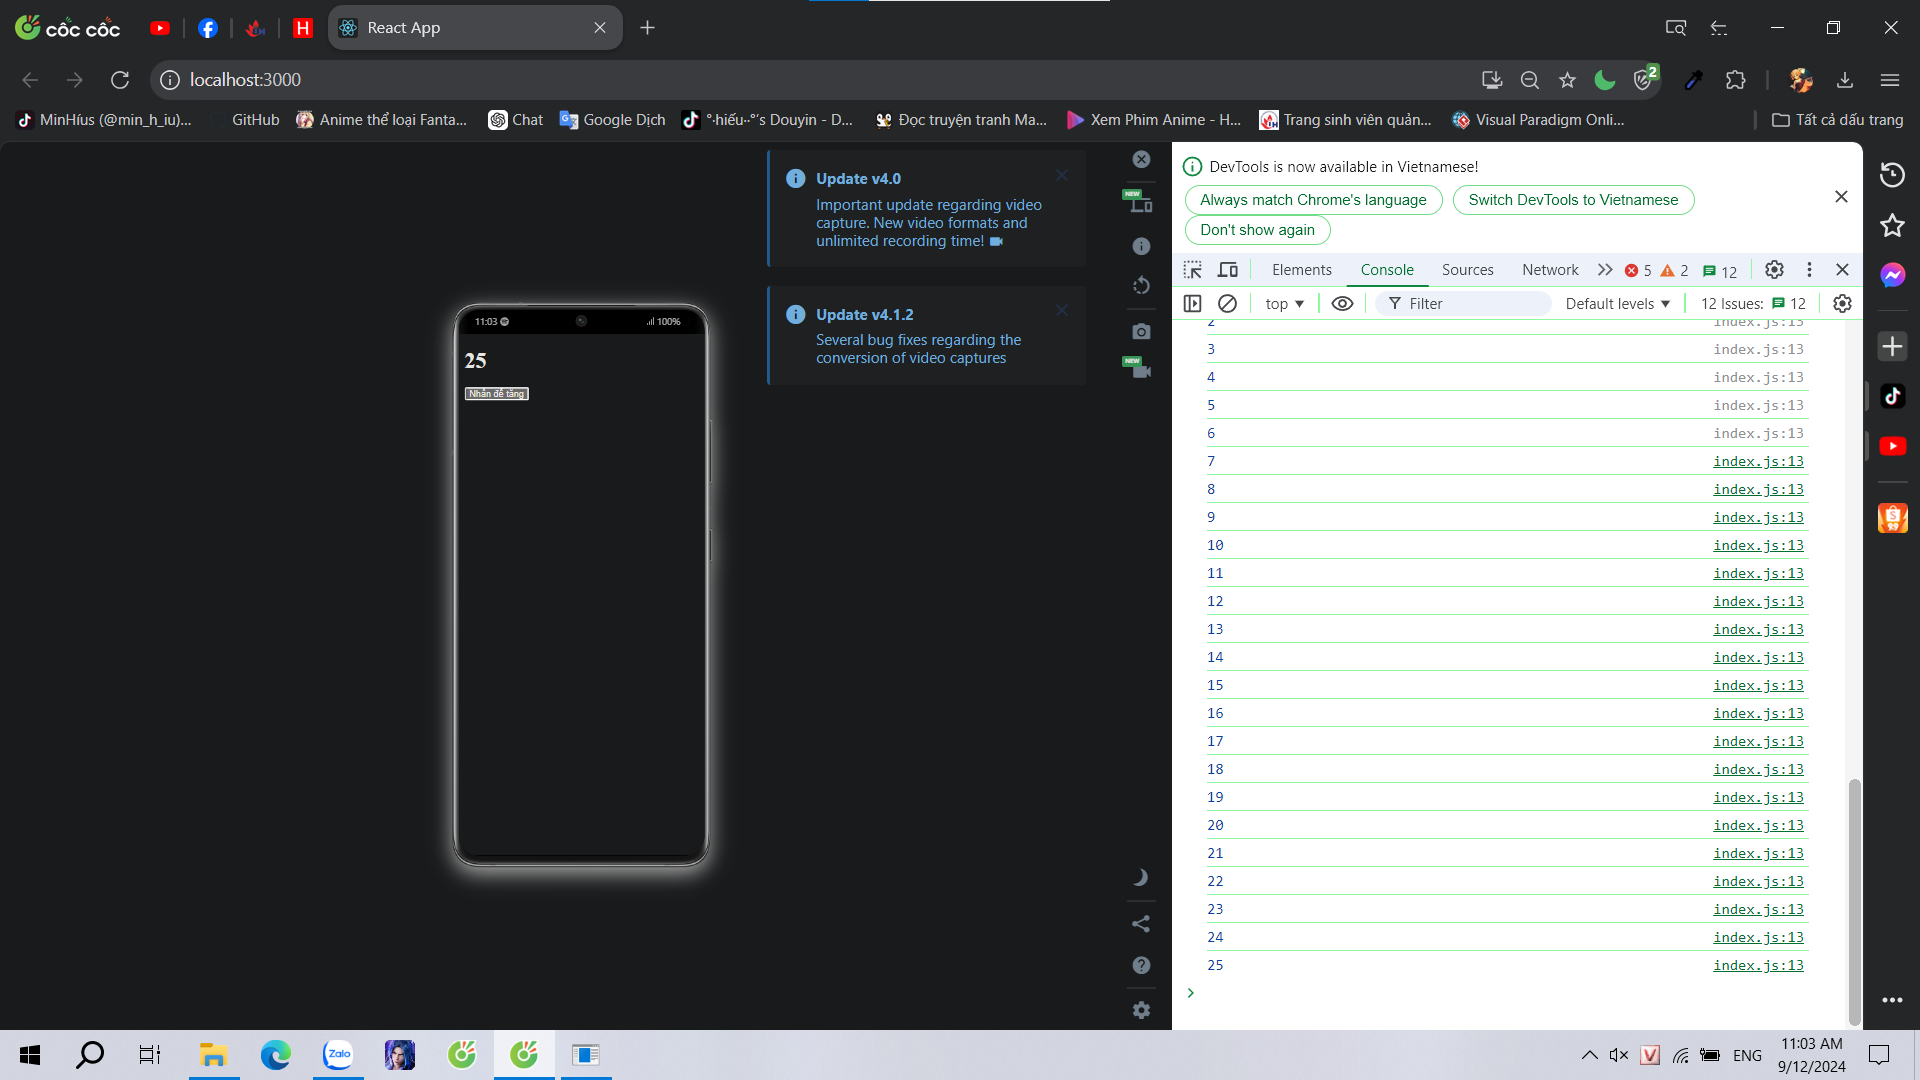 cốc cốc
React App
localhost:3000
2
MinHíus (@min_h_iu)...
GitHub
Anime thể loại Fanta...
Chat
Google Dịch
Đọc truyện tranh Ma...
Xem Phim Anime - H...
Trang sinh viên quản...
Visual Paradigm Onli...
Tất cả dấu trang
Update v4.0
Important update regarding video
capture. New video formats and
unlimited recording time!
Update v4.1.2
Several bug fixes regarding the
conversion of video captures
NEW
NEW
11:03
100%
25
Nhấn để tăng
DevTools is now available in Vietnamese!
Always match Chrome's language
Switch DevTools to Vietnamese
Don't show again
Elements
Console
Sources
Network
5
2
12
top
Filter
Default levels
12 Issues:
12
2 index.js:13
3 index.js:13
4 index.js:13
5 index.js:13
6 index.js:13
7 index.js:13
8 index.js:13
9 index.js:13
10 index.js:13
11 index.js:13
12 index.js:13
13 index.js:13
14 index.js:13
15 index.js:13
16 index.js:13
17 index.js:13
18 index.js:13
19 index.js:13
20 index.js:13
21 index.js:13
22 index.js:13
23 index.js:13
24 index.js:13
25 index.js:13
Zalo
ENG
11:03 AM
9/12/2024